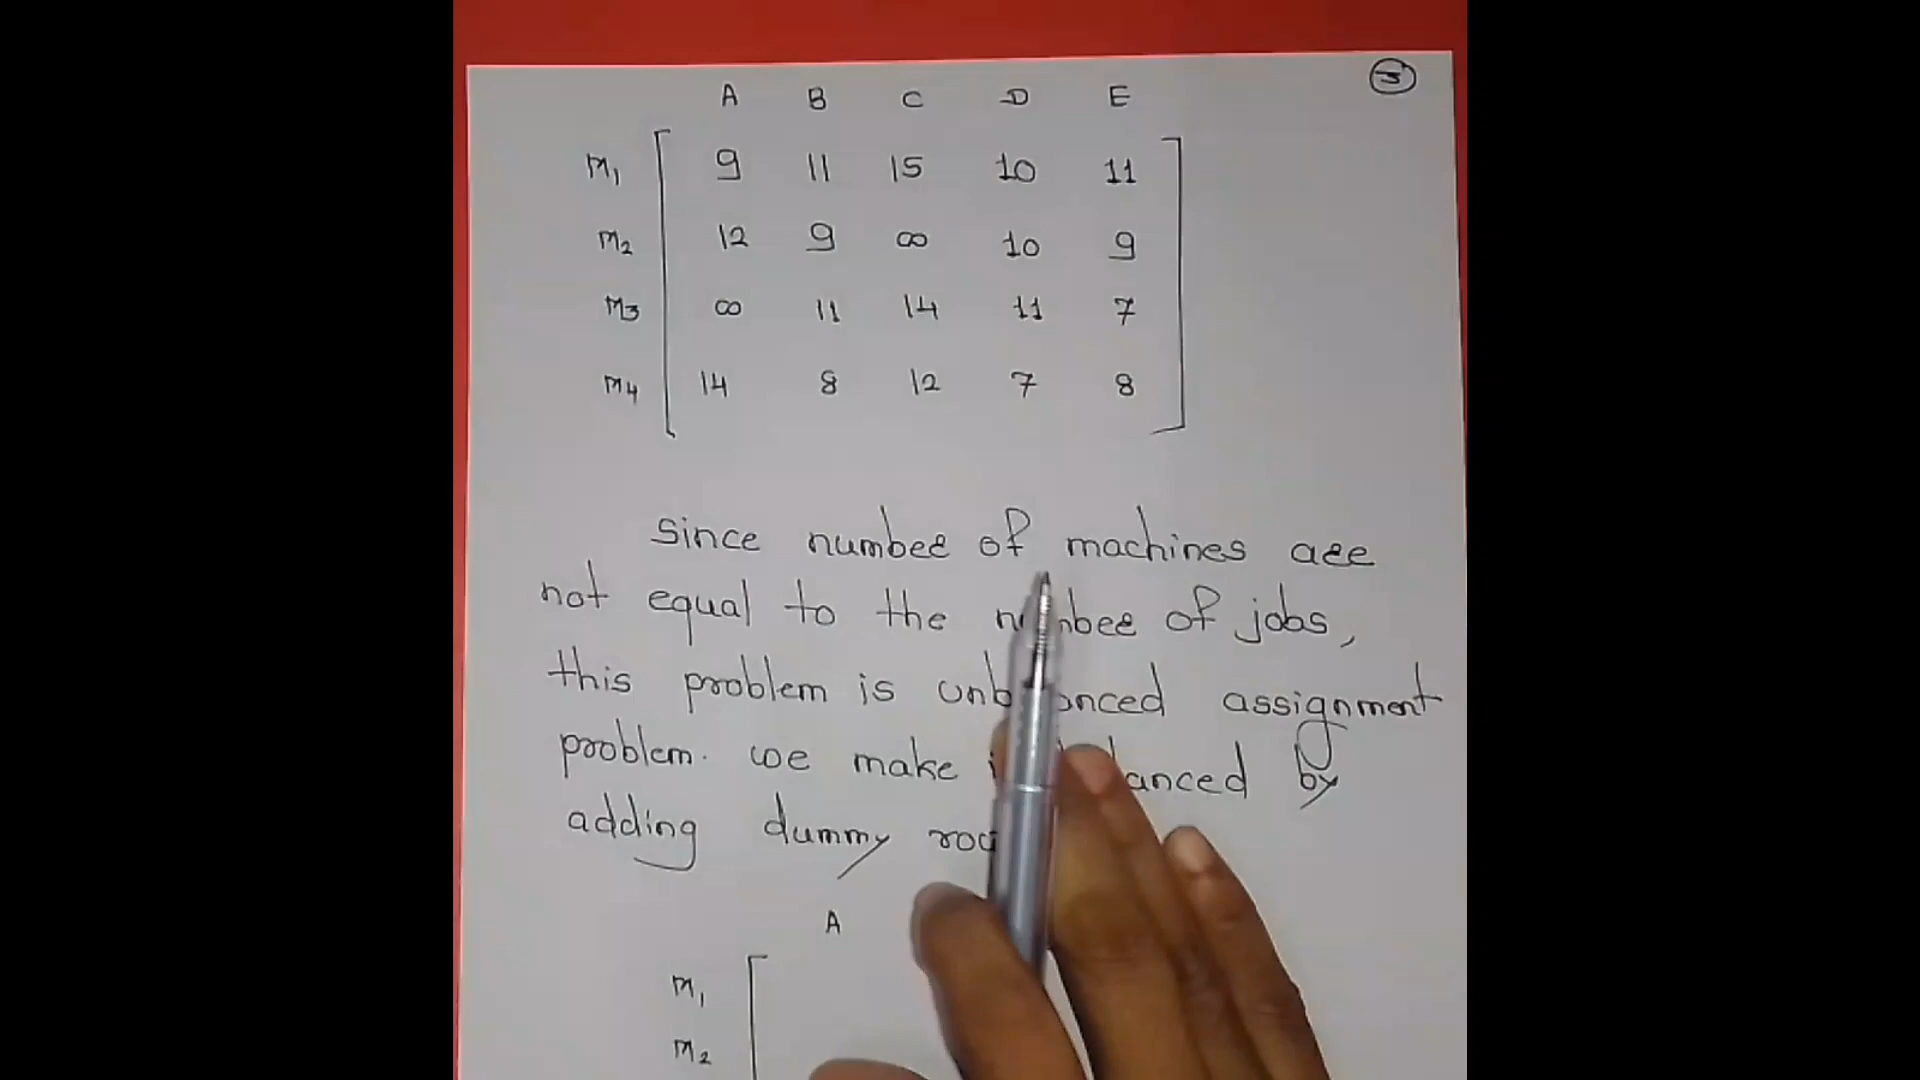 3
A B C D E
M1 9 11 15 10 11
M2 12 9 ∞ 10 9
M3 ∞ 11 14 11 7
M4 14 8 12 7 8
Since number of machines are
not equal to the of jobs,
this problem is assignment
problem. we make by
adding dummy
A
M1
M2